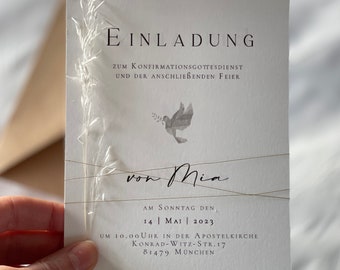 EINLADUNG
ZUM KONFIRMATIONSGOTTESDIENST
UND DER ANSCHLIEßENDEN FEIER
von Mia
AM SONNTAG DEN
14 | MAI | 2023
UM 10.00UHR IN DER APOSTELKIRCHE
KONRAD-WITZ-STR.17
81479 MÜNCHEN